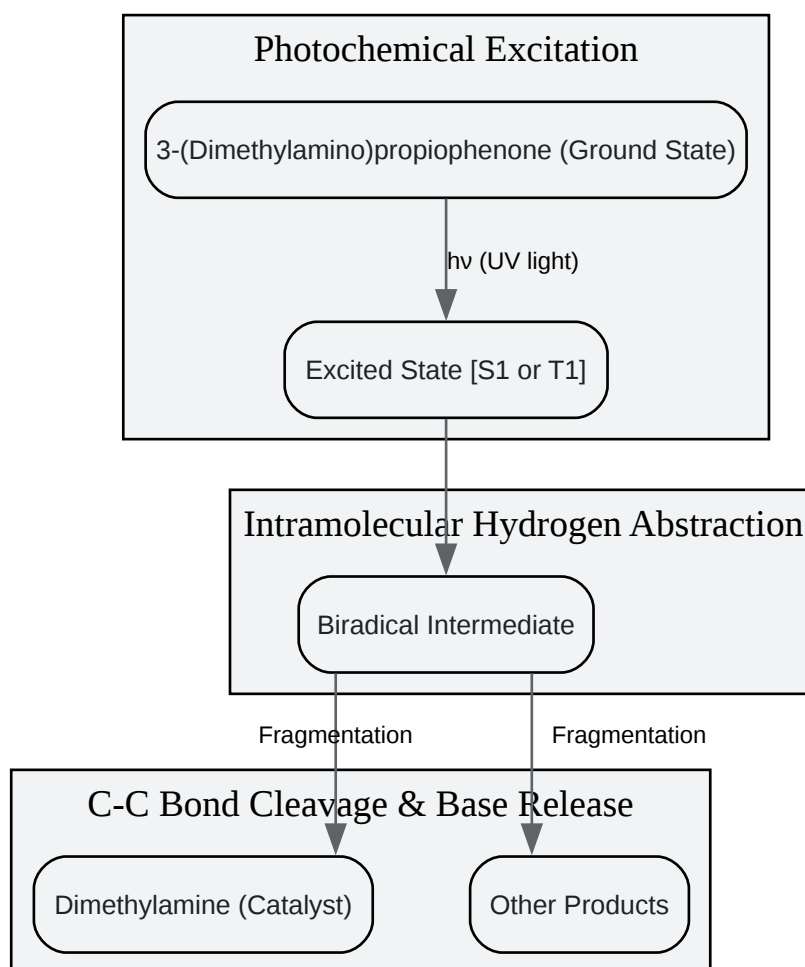 Photochemical Excitation
3-(Dimethylamino)propiophenone (Ground State)
hν (UV light)
Excited State [S1 or T1]
Intramolecular Hydrogen Abstraction
Biradical Intermediate
Fragmentation
Fragmentation
C-C Bond Cleavage & Base Release
Dimethylamine (Catalyst)
Other Products